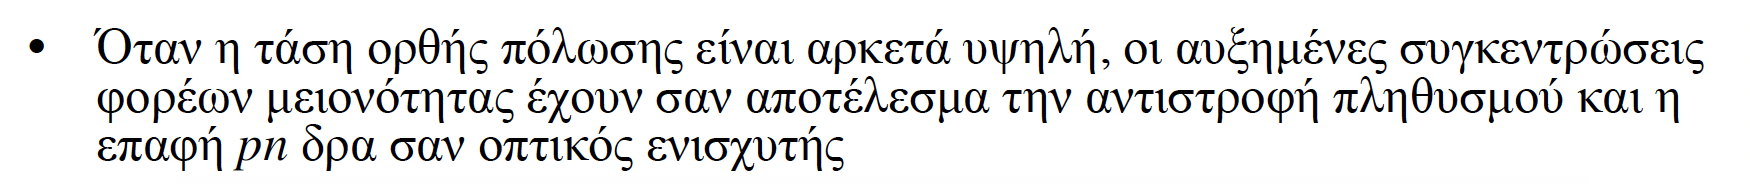 • Όταν η τάση ορθής πόλωσης είναι αρκετά υψηλή, οι αυξημένες συγκεντρώσεις
φορέων μειονότητας έχουν σαν αποτέλεσμα την αντιστροφή πληθυσμού και η
επαφή pn δρα σαν οπτικός ενισχυτής